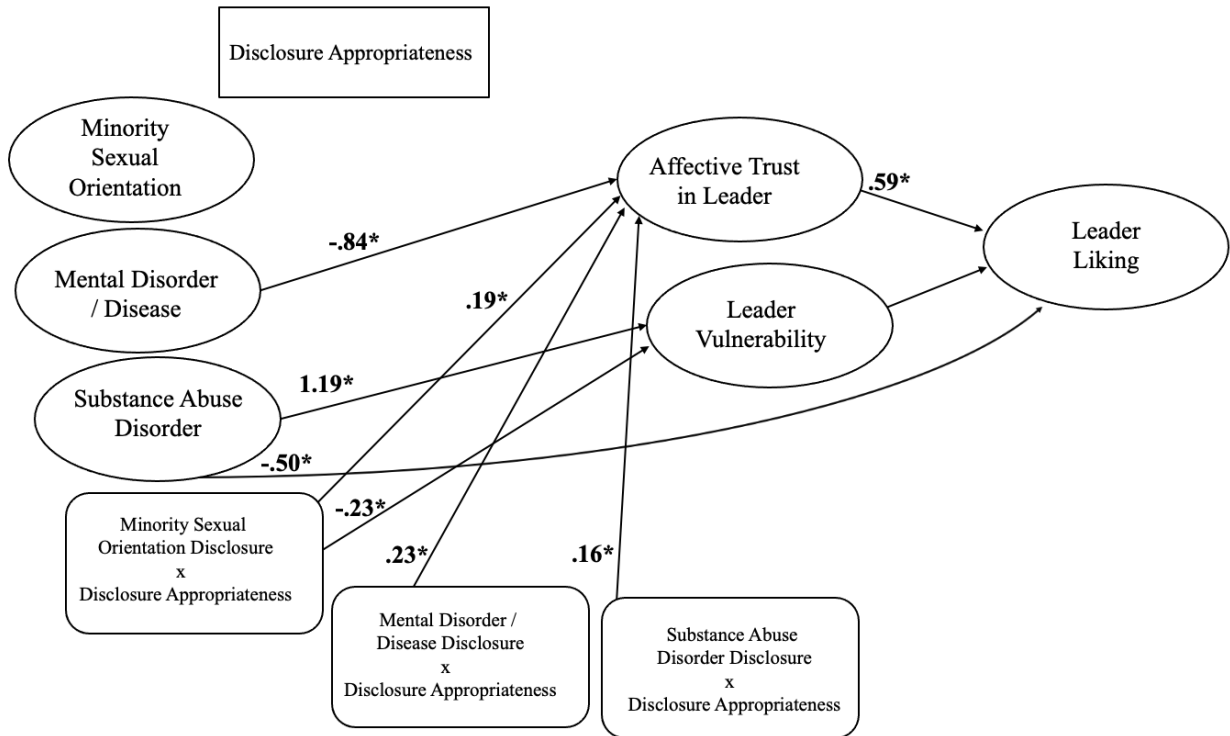 Disclosure Appropriateness
Minority
Sexual
Orientation
Affective Trust
in Leader
.59*
Leader
Liking
-.84*
Mental Disorder
/ Disease
.19*
Leader
Vulnerability
Substance Abuse
Disorder
1.19*
-.50*
-.23*
.23*
.16*
Minority Sexual
Orientation Disclosure
x
Disclosure Appropriateness
Mental Disorder /
Disease Disclosure
x
Disclosure Appropriateness
Substance Abuse
Disorder Disclosure
x
Disclosure Appropriateness